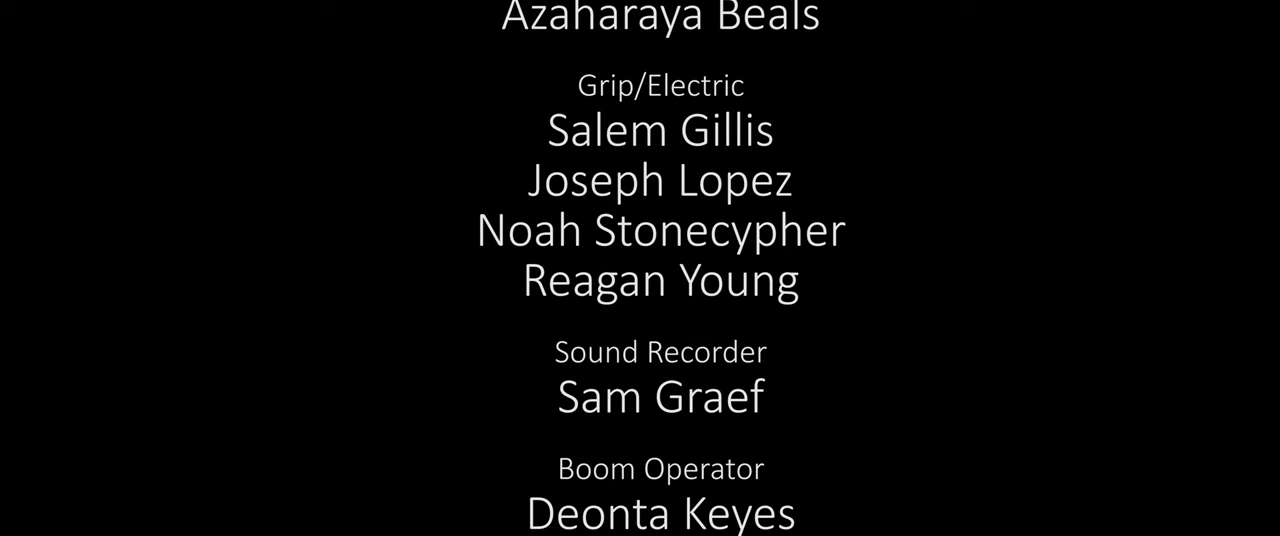 Azaharaya Beals
Grip/Electric
Salem Gillis
Joseph Lopez
Noah Stonecypher
Reagan Young
Sound Recorder
Sam Graef
Boom Operator
Deonta Keyes